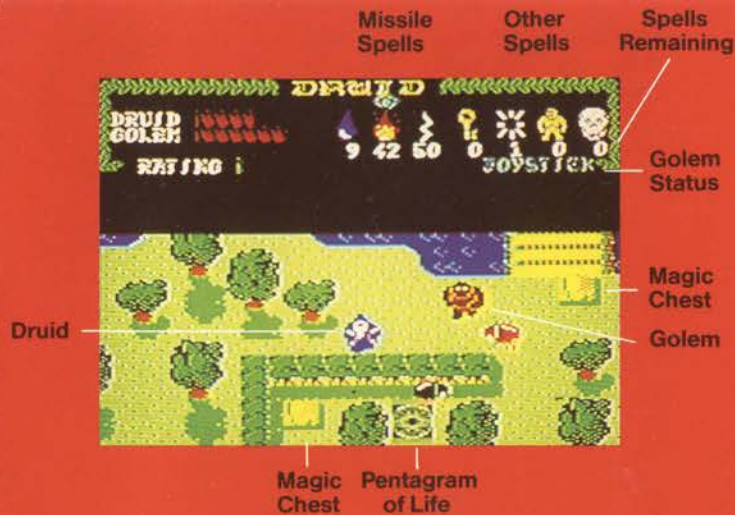 Missile Spells
Other Spells
Spells Remaining
DRUID
DRUID
GOLEM
9 42 50 0 1 0 0
RATING
JOYSTICK
Golem Status
Magic Chest
Druid
Golem
Magic Chest
Pentagram of Life